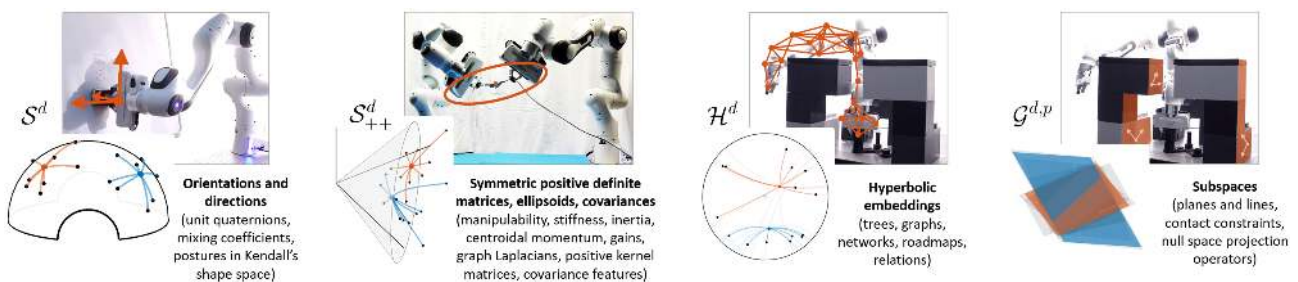 𝒮^d
Orientations and
directions
(unit quaternions,
mixing coefficients,
postures in Kendall's
shape space)
𝒮^d_{++}
Symmetric positive definite
matrices, ellipsoids, covariances
(manipulability, stiffness, inertia,
centroidal momentum, gains,
graph Laplacians, positive kernel
matrices, covariance features)
ℋ^d
Hyperbolic
embeddings
(trees, graphs,
networks, roadmaps,
relations)
𝒢^{d,p}
Subspaces
(planes and lines,
contact constraints,
null space projection
operators)